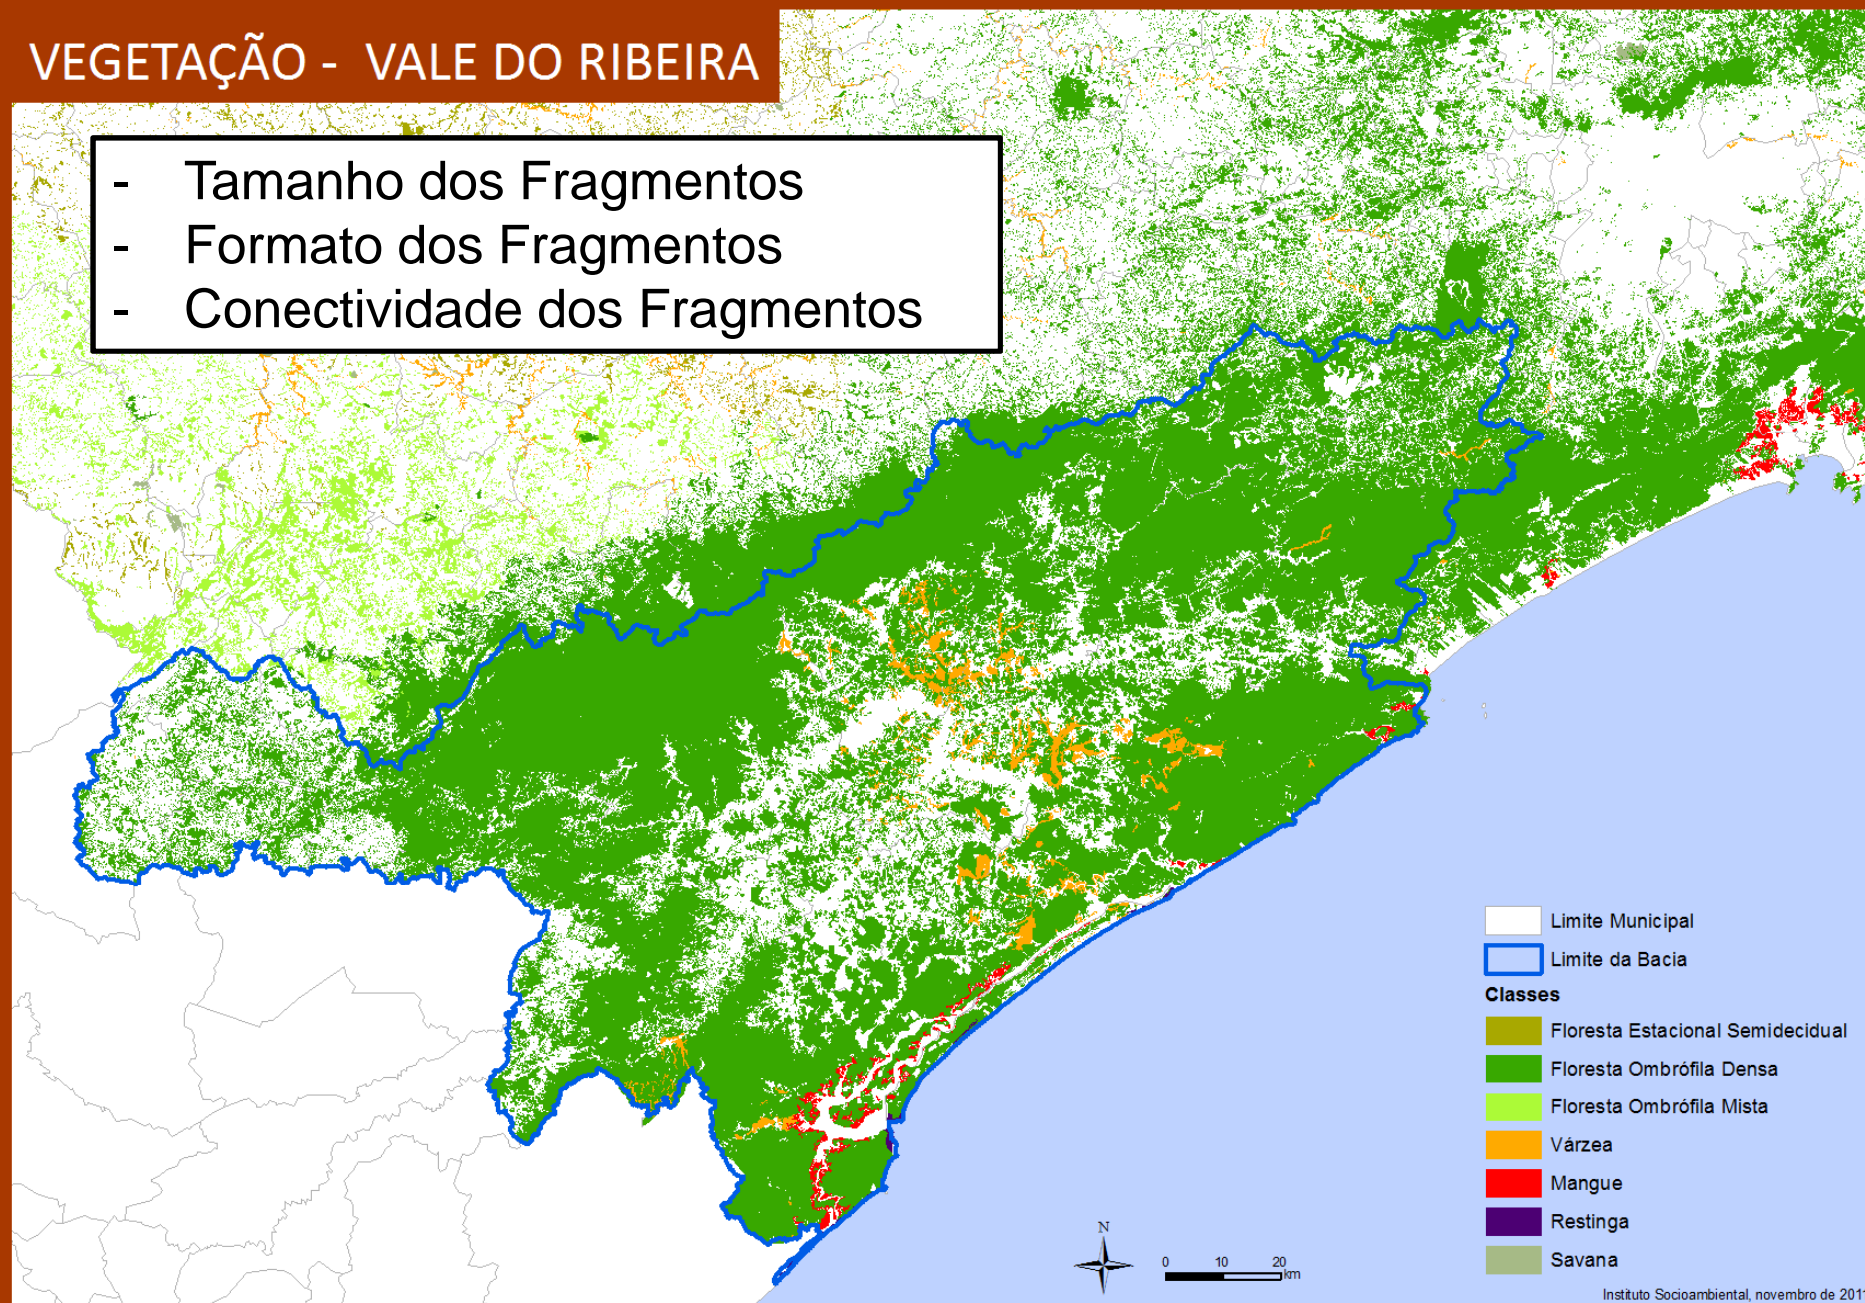 VEGETAÇÃO - VALE DO RIBEIRA
- Tamanho dos Fragmentos
- Formato dos Fragmentos
- Conectividade dos Fragmentos
Limite Municipal
Limite da Bacia
Classes
Floresta Estacional Semidecidual
Floresta Ombrófila Densa
Floresta Ombrófila Mista
Várzea
Mangue
Restinga
Savana
N
0 10 20
km
Instituto Socioambiental, novembro de 2011